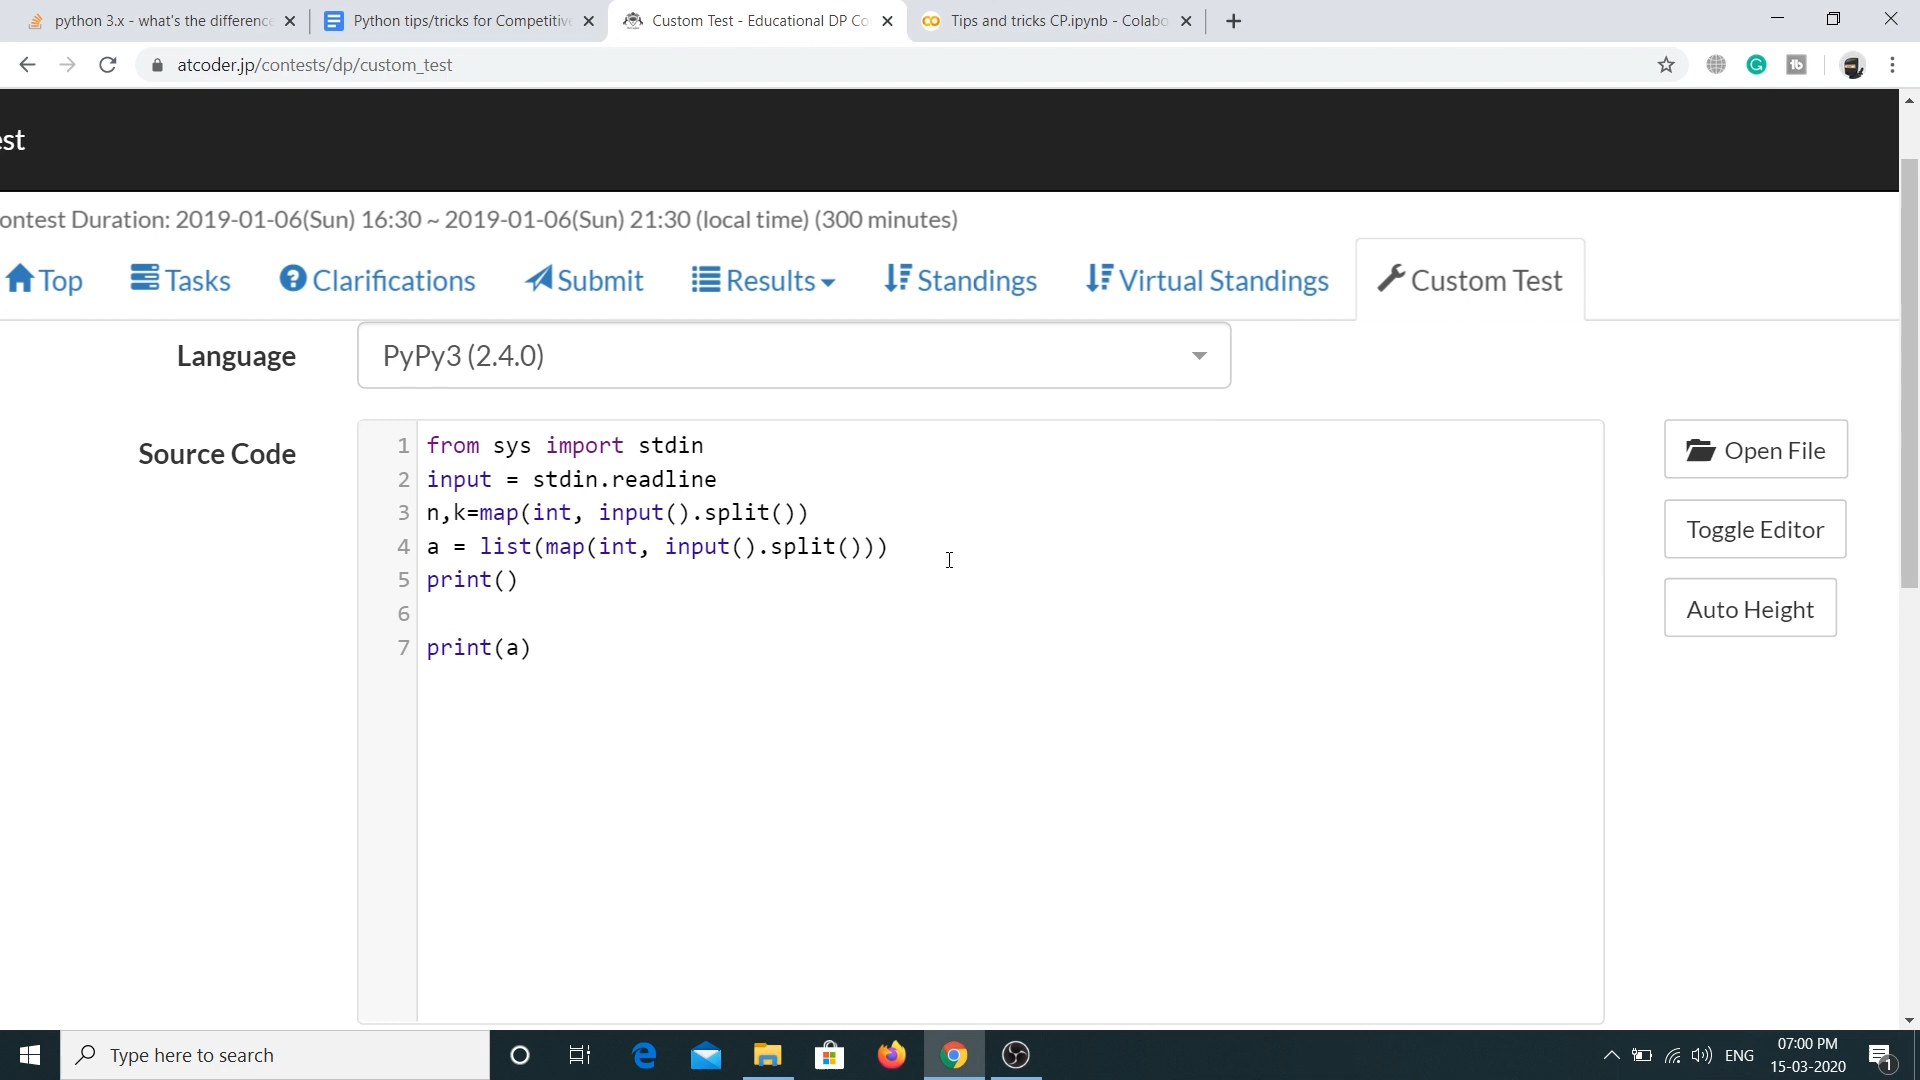 python 3.x - what's the difference
Python tips/tricks for Competitive
Custom Test - Educational DP Co
Tips and tricks CP.ipynb - Colabo
atcoder.jp/contests/dp/custom_test
est
ontest Duration: 2019-01-06(Sun) 16:30 ~ 2019-01-06(Sun) 21:30 (local time) (300 minutes)
Top
Tasks
Clarifications
Submit
Results
Standings
Virtual Standings
Custom Test
Language
PyPy3 (2.4.0)
Source Code
1 from sys import stdin
2 input = stdin.readline
3 n,k=map(int, input().split())
4 a = list(map(int, input().split()))
5 print()
6
7 print(a)
Open File
Toggle Editor
Auto Height
Type here to search
ENG
07:00 PM
15-03-2020
1